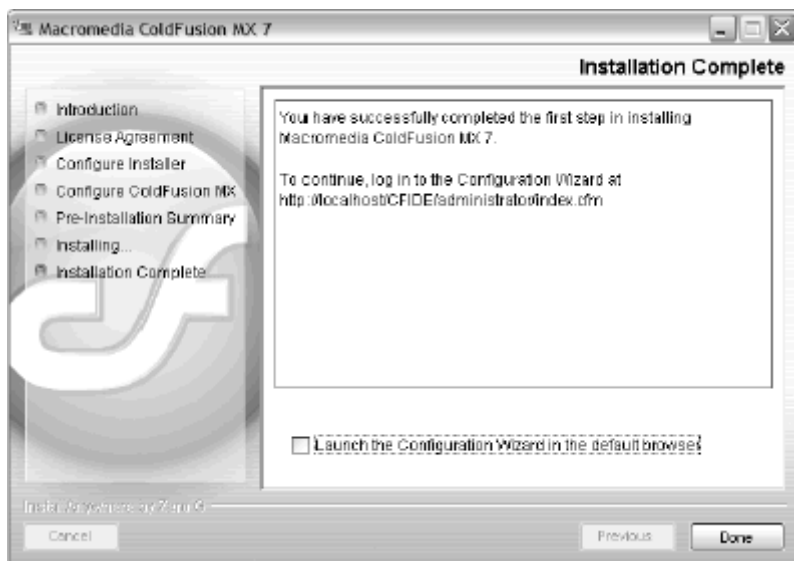 Macromedia ColdFusion MX 7
Installation Complete
Introduction
License Agreement
Configure Installer
Configure ColdFusion MX
Pre-Installation Summary
Installing...
Installation Complete
You have successfully completed the first step in installing
Macromedia ColdFusion MX 7.
To continue, log in to the Configuration Wizard at
http://localhost/CFIDE/administrator/index.cfm
Launch the Configuration Wizard in the default browser
InstallAnywhere by Zero G
Cancel
Previous
Done